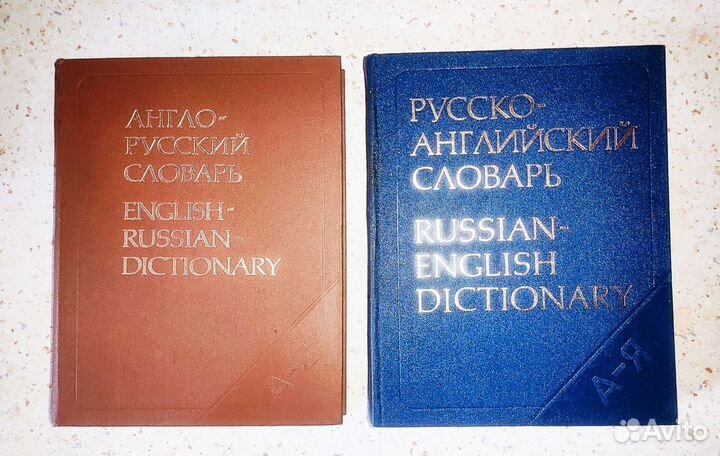 АНГЛО-
РУССКИЙ
СЛОВАРЬ
ENGLISH-
RUSSIAN
DICTIONARY
A-Z
РУССКО-
АНГЛИЙСКИЙ
СЛОВАРЬ
RUSSIAN-
ENGLISH
DICTIONARY
А-Я
Avito